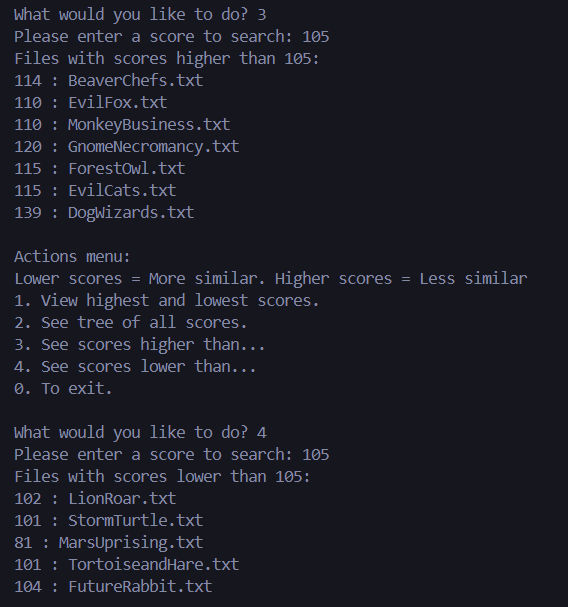 What would you like to do? 3
Please enter a score to search: 105
Files with scores higher than 105:
114 : BeaverChefs.txt
110 : EvilFox.txt
110 : MonkeyBusiness.txt
120 : GnomeNecromancy.txt
115 : ForestOwl.txt
115 : EvilCats.txt
139 : DogWizards.txt

Actions menu:
Lower scores = More similar. Higher scores = Less similar
1. View highest and lowest scores.
2. See tree of all scores.
3. See scores higher than...
4. See scores lower than...
0. To exit.

What would you like to do? 4
Please enter a score to search: 105
Files with scores lower than 105:
102 : LionRoar.txt
101 : StormTurtle.txt
81 : MarsUprising.txt
101 : TortoiseandHare.txt
104 : FutureRabbit.txt